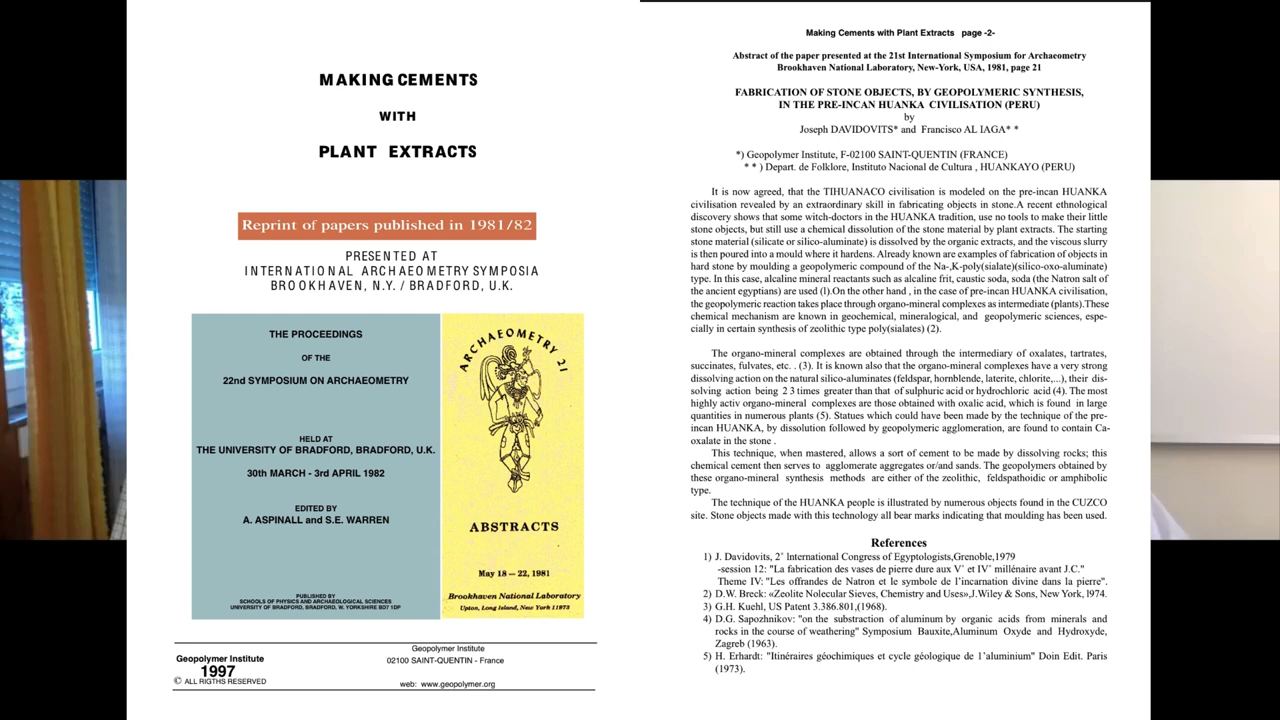 MAKING CEMENTS
WITH
PLANT EXTRACTS
Reprint of papers published in 1981/82
PRESENTED AT
INTERNATIONAL ARCHAEOMETRY SYMPOSIA
BROOKHAVEN, N.Y. / BRADFORD, U.K.
THE PROCEEDINGS
OF THE
22nd SYMPOSIUM ON ARCHAEOMETRY
HELD AT
THE UNIVERSITY OF BRADFORD, BRADFORD, U.K.
30th MARCH - 3rd APRIL 1982
EDITED BY
A. ASPINALL and S.E. WARREN
PUBLISHED BY
SCHOOLS OF PHYSICS AND ARCHAEOLOGICAL SCIENCES
UNIVERSITY OF BRADFORD, BRADFORD, W. YORKSHIRE BD7 1DP
ARCHAEOMETRY 21
ABSTRACTS
May 18 – 22, 1981
Brookhaven National Laboratory
Upton, Long Island, New York 11973
Geopolymer Institute
1997
© ALL RIGTHS RESERVED
Geopolymer Institute
02100 SAINT-QUENTIN - France
web: www.geopolymer.org
Making Cements with Plant Extracts page -2-
Abstract of the paper presented at the 21st International Symposium for Archaeometry
Brookhaven National Laboratory, New-York, USA, 1981, page 21
FABRICATION OF STONE OBJECTS, BY GEOPOLYMERIC SYNTHESIS,
IN THE PRE-INCAN HUANKA CIVILISATION (PERU)
by
Joseph DAVIDOVITS* and Francisco AL IAGA* *
*) Geopolymer Institute, F-02100 SAINT-QUENTIN (FRANCE)
* * ) Depart. de Folklore, Instituto Nacional de Cultura , HUANKAYO (PERU)
It is now agreed, that the TIHUANACO civilisation is modeled on the pre-incan HUANKA
civilisation revealed by an extraordinary skill in fabricating objects in stone.A recent ethnological
discovery shows that some witch-doctors in the HUANKA tradition, use no tools to make their little
stone objects, but still use a chemical dissolution of the stone material by plant extracts. The starting
stone material (silicate or silico-aluminate) is dissolved by the organic extracts, and the viscous slurry
is then poured into a mould where it hardens. Already known are examples of fabrication of objects in
hard stone by moulding a geopolymeric compound of the Na-,K-poly(sialate)(silico-oxo-aluminate)
type. In this case, alcaline mineral reactants such as alcaline frit, caustic soda, soda (the Natron salt of
the ancient egyptians) are used (l).On the other hand , in the case of pre-incan HUANKA civilisation,
the geopolymeric reaction takes place through organo-mineral complexes as intermediate (plants).These
chemical mechanism are known in geochemical, mineralogical, and geopolymeric sciences, espe-
cially in certain synthesis of zeolithic type poly(sialates) (2).
The organo-mineral complexes are obtained through the intermediary of oxalates, tartrates,
succinates, fulvates, etc. . (3). It is known also that the organo-mineral complexes have a very strong
dissolving action on the natural silico-aluminates (feldspar, hornblende, laterite, chlorite,...), their dis-
solving action being 2 3 times greater than that of sulphuric acid or hydrocloric acid (4). The most
highly activ organo-mineral complexes are those obtained with oxalic acid, which is found in large
quantities in numerous plants (5). Statues which could have been made by the technique of the pre-
incan HUANKA, by dissolution followed by geopolymeric agglomeration, are found to contain Ca-
oxalate in the stone .
This technique, when mastered, allows a sort of cement to be made by dissolving rocks; this
chemical cement then serves to agglomerate aggregates or/and sands. The geopolymers obtained by
these organo-mineral synthesis methods are either of the zeolithic, feldspathoidic or amphibolic
type.
The technique of the HUANKA people is illustrated by numerous objects found in the CUZCO
site. Stone objects made with this technology all bear marks indicating that moulding has been used.
References
1) J. Davidovits, 2° lnternational Congress of Egyptologists,Grenoble,1979
-session 12: "La fabrication des vases de pierre dure aux V° et IV° millénaire avant J.C."
Theme IV: "Les offrandes de Natron et le symbole de l'incarnation divine dans la pierre".
2) D.W. Breck: «Zeolite Molecular Sieves, Chemistry and Uses»,J.Wiley & Sons, New York, l974.
3) G.H. Kuehl, US Patent 3.386.801,(1968).
4) D.G. Sapozhnikov: "on the substraction of aluminum by organic acids from minerals and
rocks in the course of weathering" Symposium Bauxite,Aluminum Oxyde and Hydroxyde,
Zagreb (1963).
5) H. Erhardt: "Itinéraires géochimiques et cycle géologique de 1'aluminium" Doin Edit. Paris
(1973).